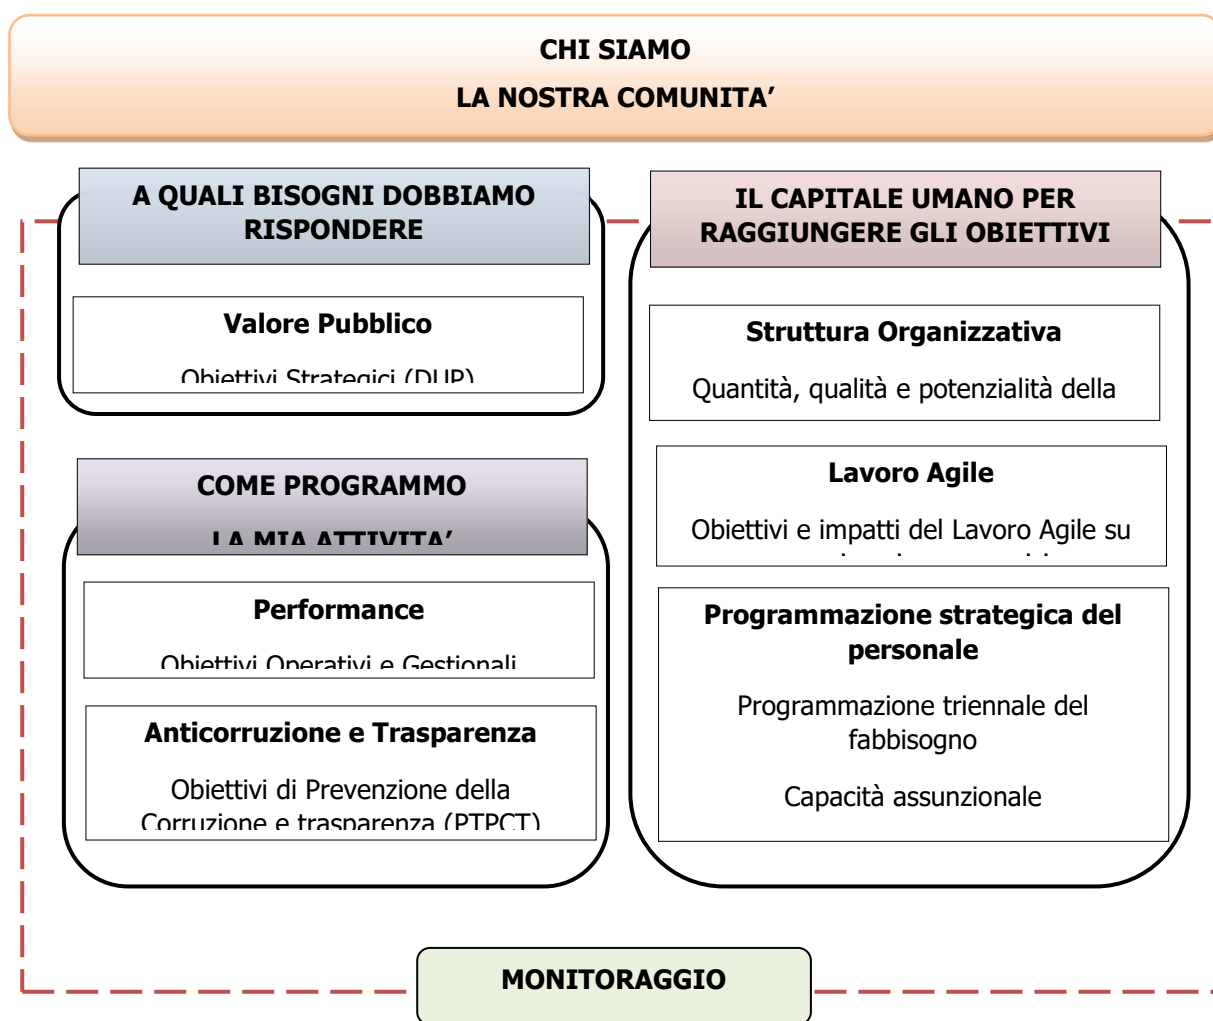 CHI SIAMO
LA NOSTRA COMUNITA’
A QUALI BISOGNI DOBBIAMO
RISPONDERE
Valore Pubblico
Obiettivi Strategici (DUP)
COME PROGRAMMO
LA MIA ATTIVITA’
Performance
Obiettivi Operativi e Gestionali
Anticorruzione e Trasparenza
Obiettivi di Prevenzione della
Corruzione e trasparenza (PTPCT)
IL CAPITALE UMANO PER
RAGGIUNGERE GLI OBIETTIVI
Struttura Organizzativa
Quantità, qualità e potenzialità della
Lavoro Agile
Obiettivi e impatti del Lavoro Agile su
Programmazione strategica del
personale
Programmazione triennale del
fabbisogno
Capacità assunzionale
MONITORAGGIO